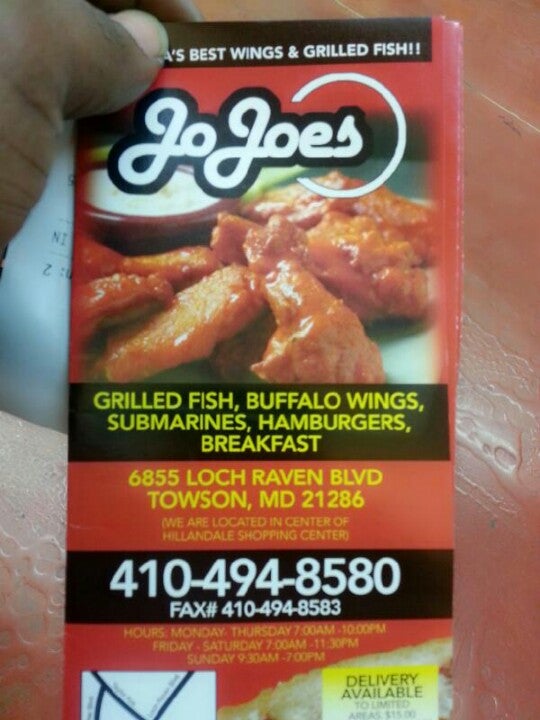 'S BEST WINGS & GRILLED FISH!!
JoJoes
GRILLED FISH, BUFFALO WINGS,
SUBMARINES, HAMBURGERS,
BREAKFAST
6855 LOCH RAVEN BLVD
TOWSON, MD 21286
(WE ARE LOCATED IN CENTER OF
HILLANDALE SHOPPING CENTER)
410-494-8580
FAX# 410-494-8583
HOURS: MONDAY- THURSDAY 7:00AM -10:00PM
FRIDAY - SATURDAY 7:00AM -11:30PM
SUNDAY 9:30AM -7:00PM
DELIVERY
AVAILABLE
TO LIMITED
AREAS. $15.00